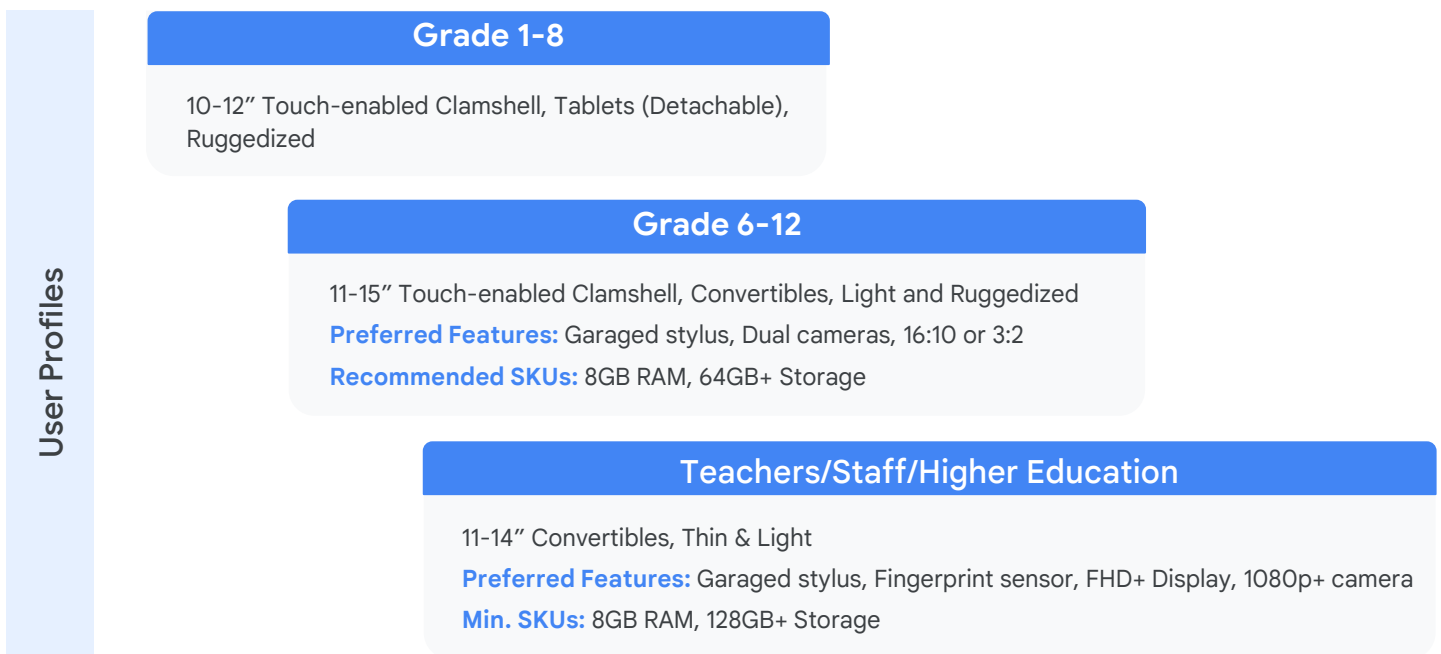 User Profiles
Grade 1-8
10-12” Touch-enabled Clamshell, Tablets (Detachable),
Ruggedized
Grade 6-12
11-15” Touch-enabled Clamshell, Convertibles, Light and Ruggedized
Preferred Features: Garaged stylus, Dual cameras, 16:10 or 3:2
Recommended SKUs: 8GB RAM, 64GB+ Storage
Teachers/Staff/Higher Education
11-14” Convertibles, Thin & Light
Preferred Features: Garaged stylus, Fingerprint sensor, FHD+ Display, 1080p+ camera
Min. SKUs: 8GB RAM, 128GB+ Storage